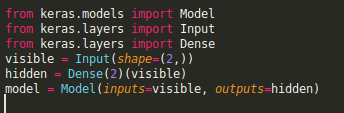 from keras.models import Model
from keras.layers import Input
from keras.layers import Dense
visible = Input(shape=(2,))
hidden = Dense(2)(visible)
model = Model(inputs=visible, outputs=hidden)